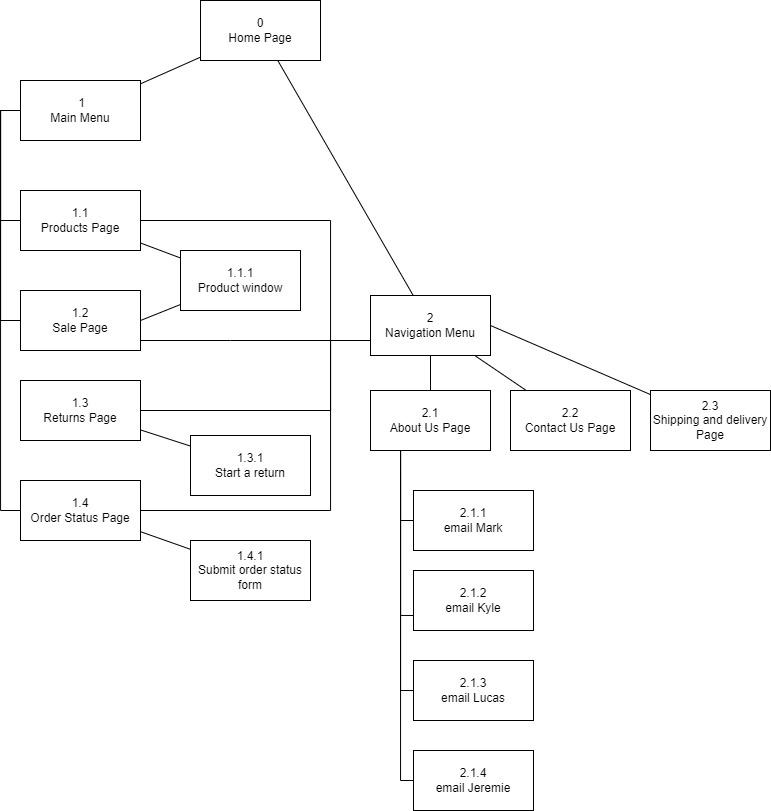 0
Home Page
1
Main Menu
1.1
Products Page
1.1.1
Product window
1.2
Sale Page
1.3
Returns Page
1.3.1
Start a return
1.4
Order Status Page
1.4.1
Submit order status
form
2
Navigation Menu
2.1
About Us Page
2.2
Contact Us Page
2.3
Shipping and delivery
Page
2.1.1
email Mark
2.1.2
email Kyle
2.1.3
email Lucas
2.1.4
email Jeremie